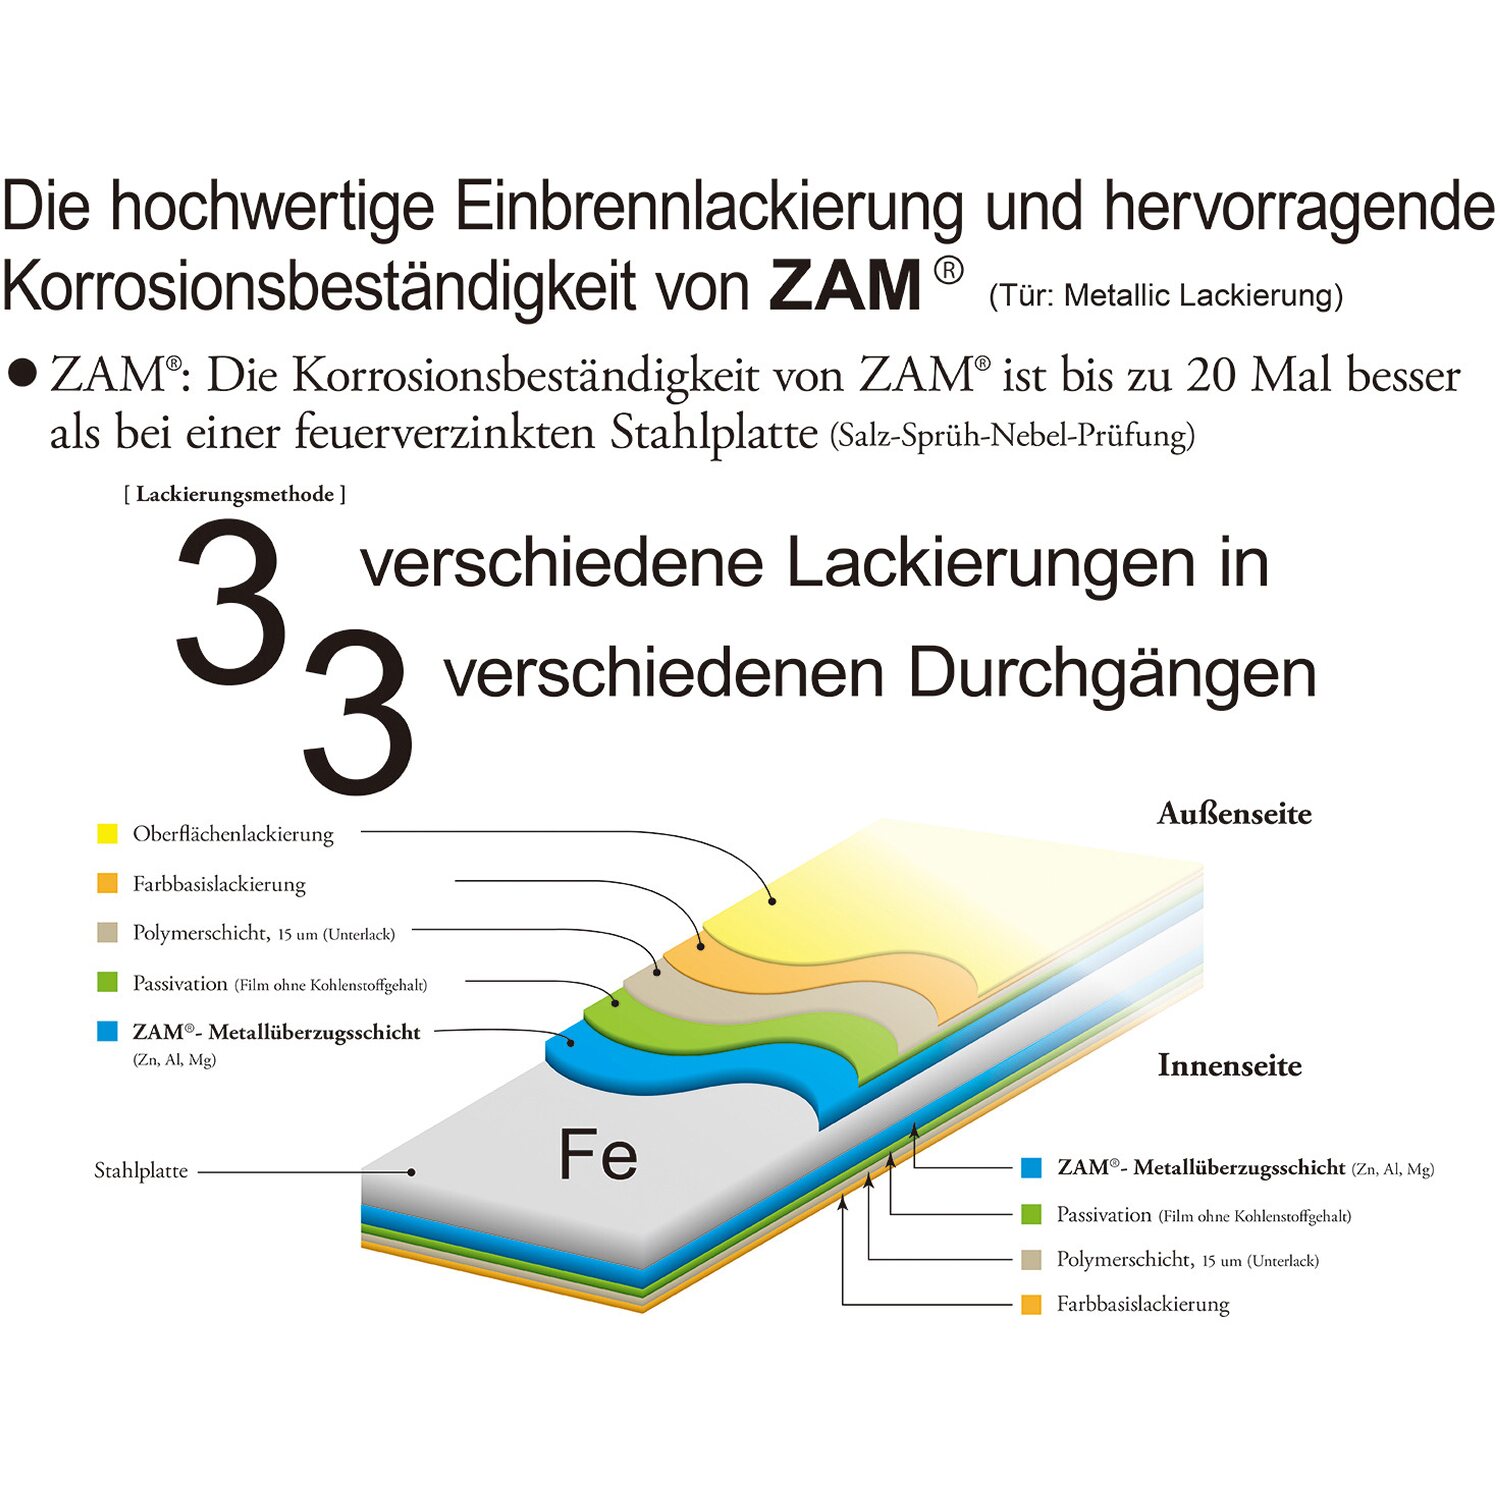 Die hochwertige Einbrennlackierung und hervorragende
Korrosionsbeständigkeit von ZAM® (Tür: Metallic Lackierung)
● ZAM®: Die Korrosionsbeständigkeit von ZAM® ist bis zu 20 Mal besser
als bei einer feuerverzinkten Stahlplatte (Salz-Sprüh-Nebel-Prüfung)
[ Lackierungsmethode ]
3 verschiedene Lackierungen in
3 verschiedenen Durchgängen
Außenseite
Oberflächenlackierung
Farbbasislackierung
Polymerschicht, 15 um (Unterlack)
Passivation (Film ohne Kohlenstoffgehalt)
ZAM®- Metallüberzugsschicht
(Zn, Al, Mg)
Stahlplatte
Fe
Innenseite
ZAM®- Metallüberzugsschicht (Zn, Al, Mg)
Passivation (Film ohne Kohlenstoffgehalt)
Polymerschicht, 15 um (Unterlack)
Farbbasislackierung